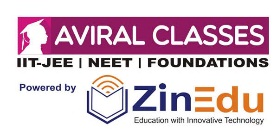 AVIRAL CLASSES
IIT-JEE | NEET | FOUNDATIONS
Powered by
ZinEdu
Education with Innovative Technology